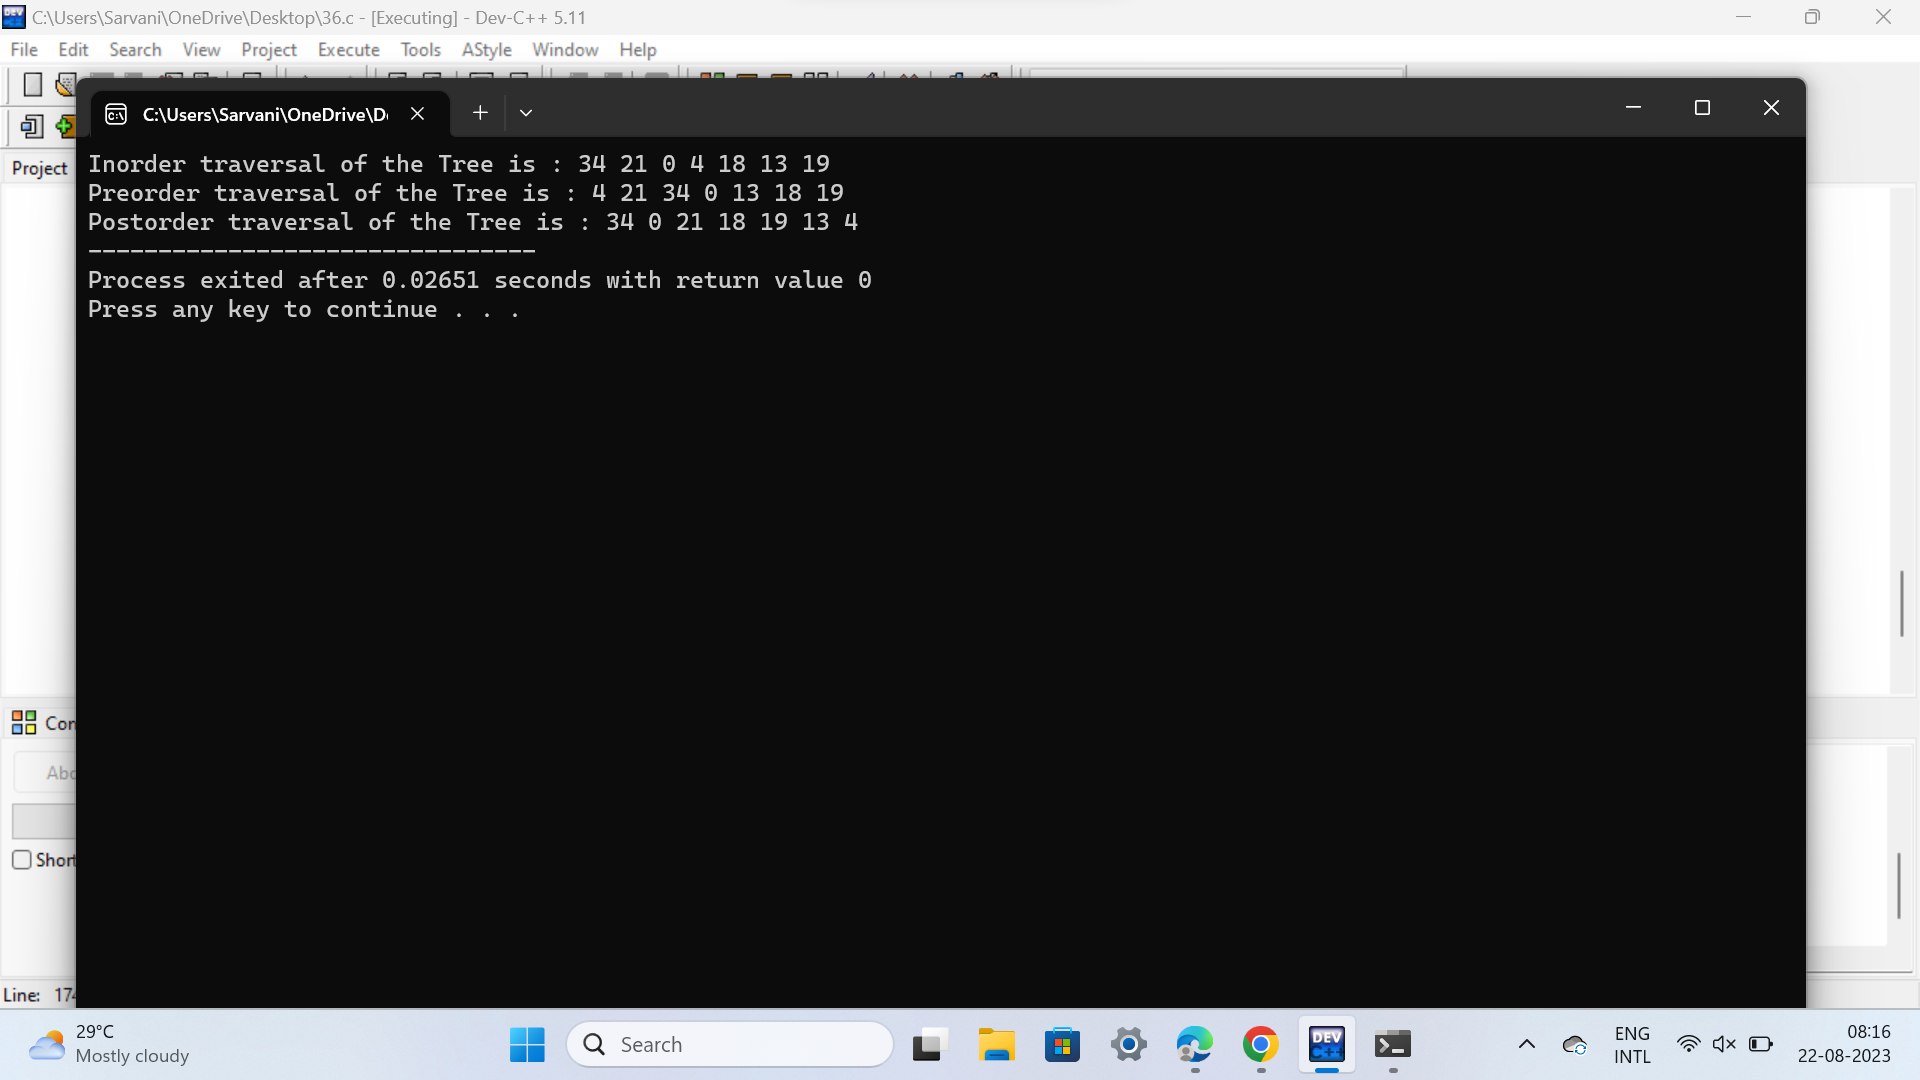 C:\Users\Sarvani\OneDrive\Desktop\36.c - [Executing] - Dev-C++ 5.11
File Edit Search View Project Execute Tools AStyle Window Help
C:\Users\Sarvani\OneDrive\D
Project
Inorder traversal of the Tree is : 34 21 0 4 18 13 19
Preorder traversal of the Tree is : 4 21 34 0 13 18 19
Postorder traversal of the Tree is : 34 0 21 18 19 13 4
--------------------------------
Process exited after 0.02651 seconds with return value 0
Press any key to continue . . .
Com
Abo
Short
Line: 174
29°C
Mostly cloudy
Search
DEV
C++
ENG
INTL
08:16
22-08-2023